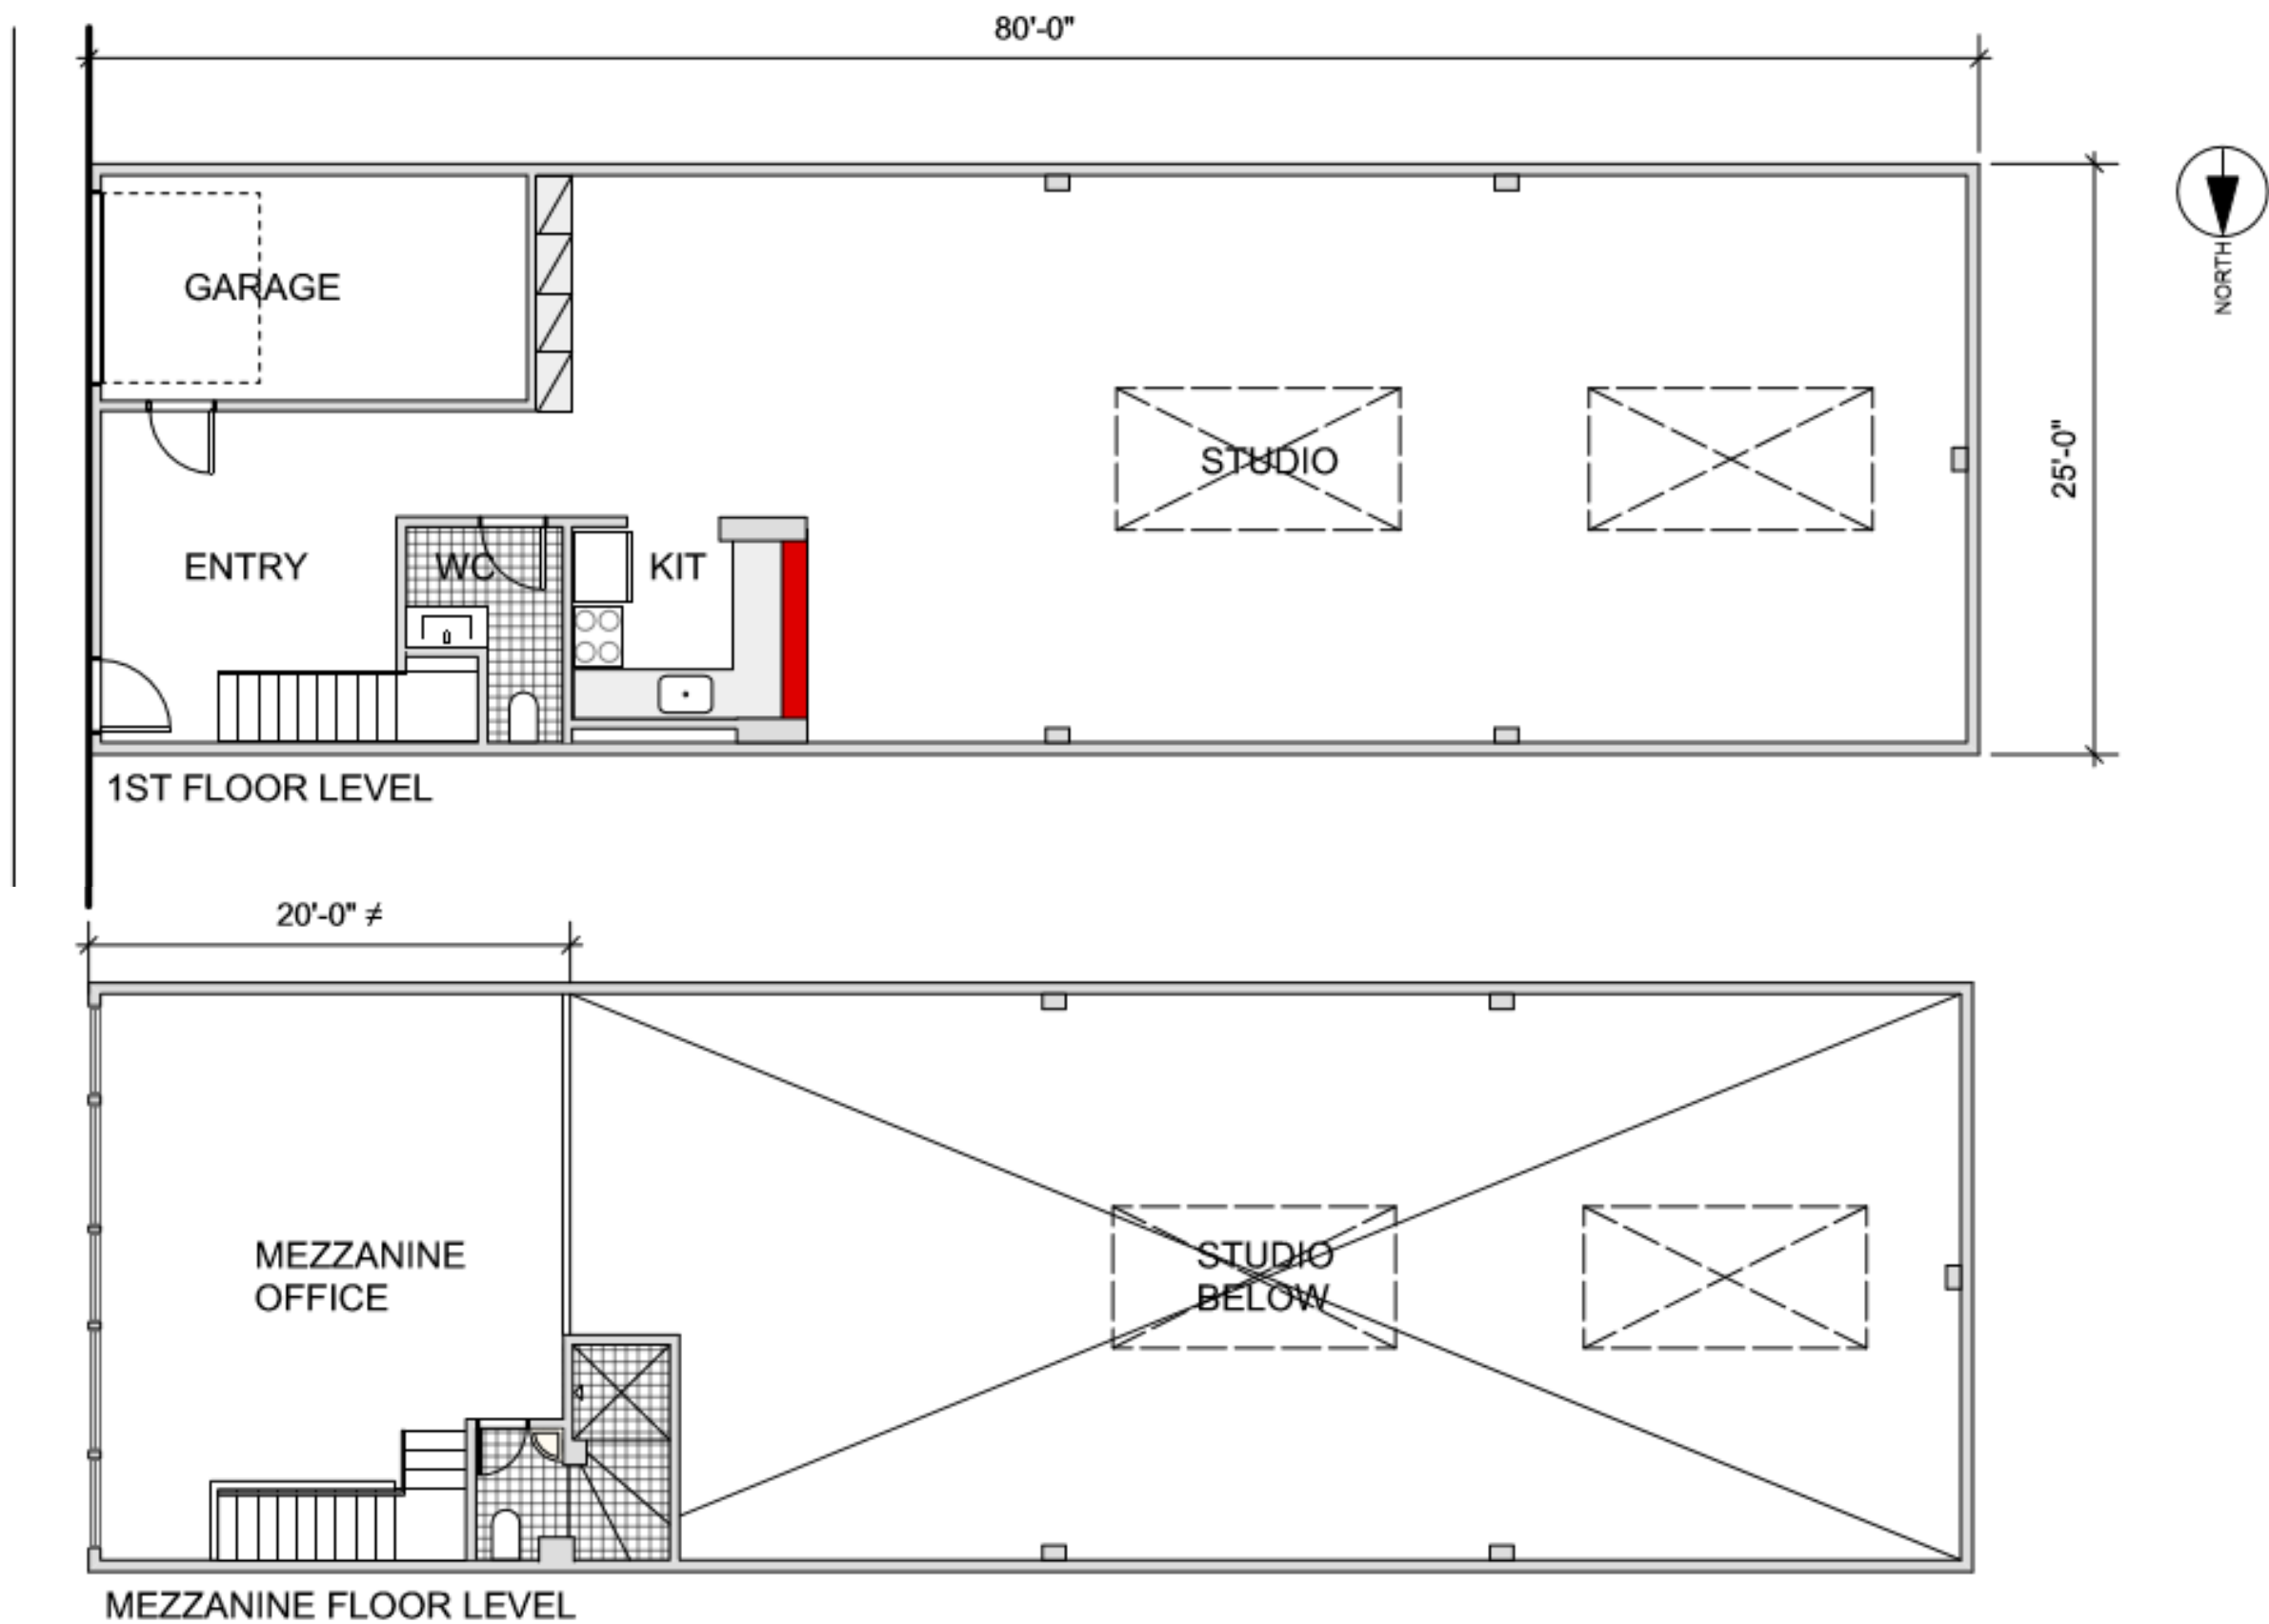 80'-0"
GARAGE
NORTH
STUDIO
25'-0"
ENTRY
WC
KIT
1ST FLOOR LEVEL
20'-0" ≠
MEZZANINE
OFFICE
STUDIO
BELOW
MEZZANINE FLOOR LEVEL